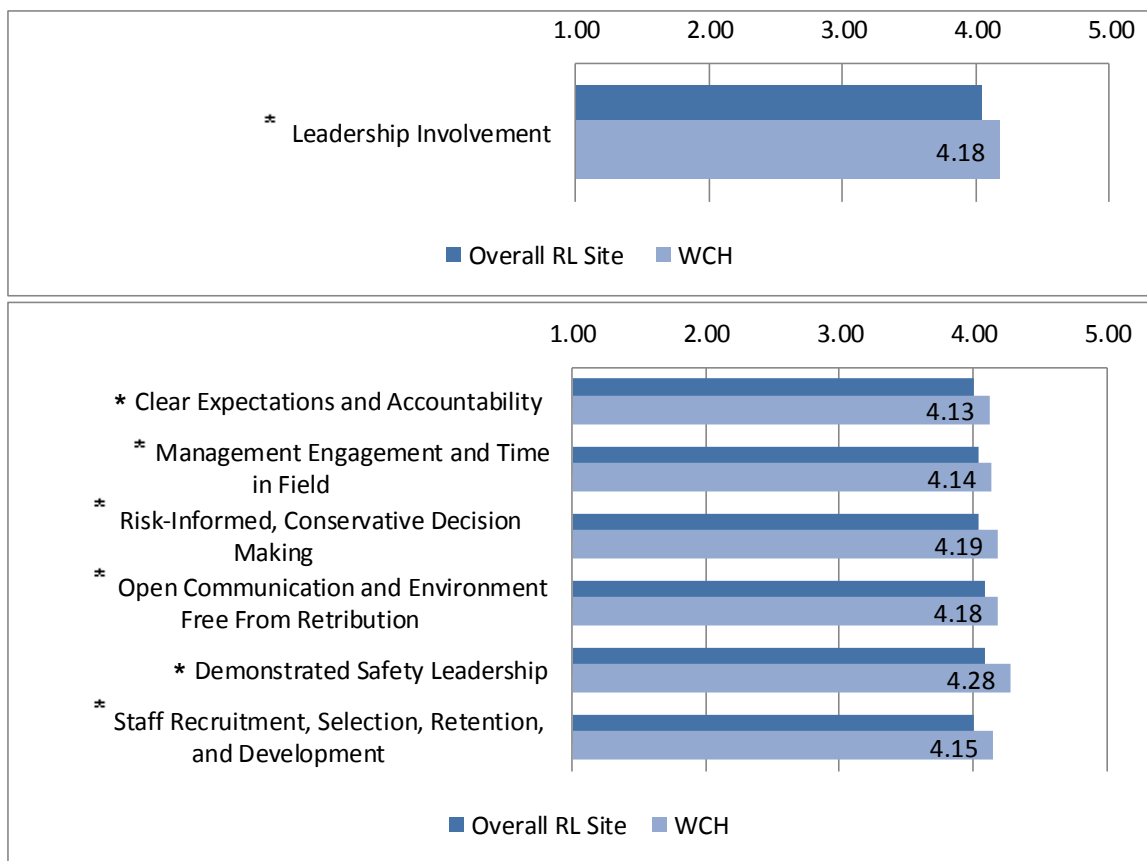 1.00 2.00 3.00 4.00 5.00
* Leadership Involvement
4.18
Overall RL Site WCH
1.00 2.00 3.00 4.00 5.00
* Clear Expectations and Accountability
4.13
* Management Engagement and Time
in Field
4.14
* Risk-Informed, Conservative Decision
Making
4.19
* Open Communication and Environment
Free From Retribution
4.18
* Demonstrated Safety Leadership
4.28
* Staff Recruitment, Selection, Retention,
and Development
4.15
Overall RL Site WCH